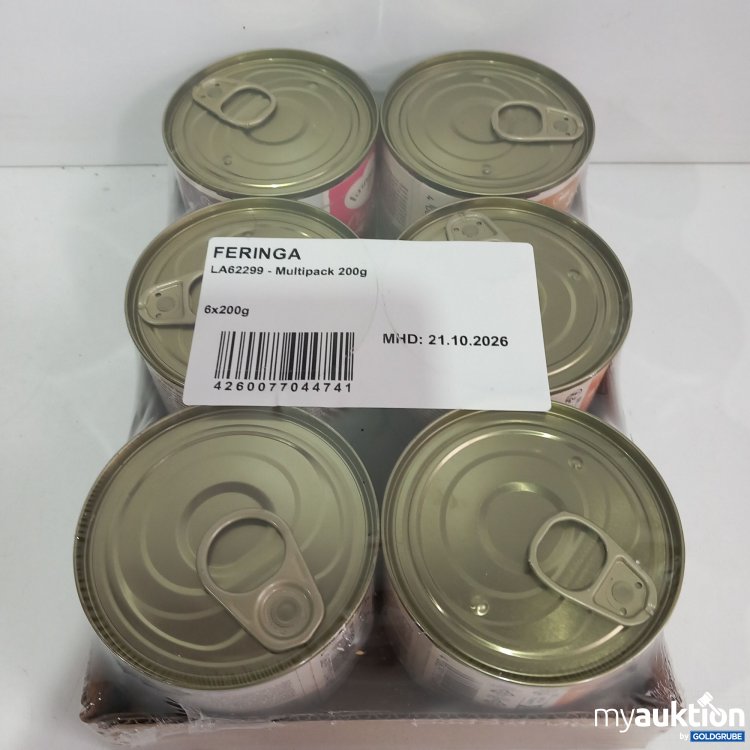 FERINGA
LA62299 - Multipack 200g
6x200g
MHD: 21.10.2026
4260077044741
myauktion
by GOLDGRUBE